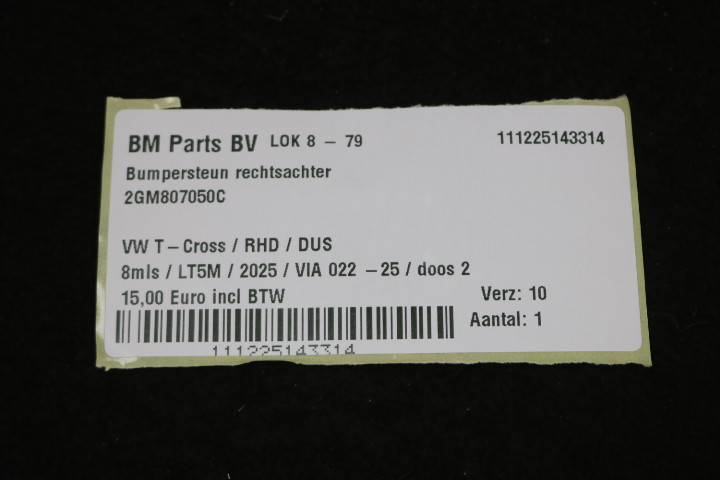 BM Parts BV LOK 8 - 79 111225143314
Bumpersteun rechtsachter
2GM807050C
VW T-Cross / RHD / DUS
8mls / LT5M / 2025 / VIA 022 -25 / doos 2
15,00 Euro incl BTW Verz: 10
Aantal: 1
111225143314